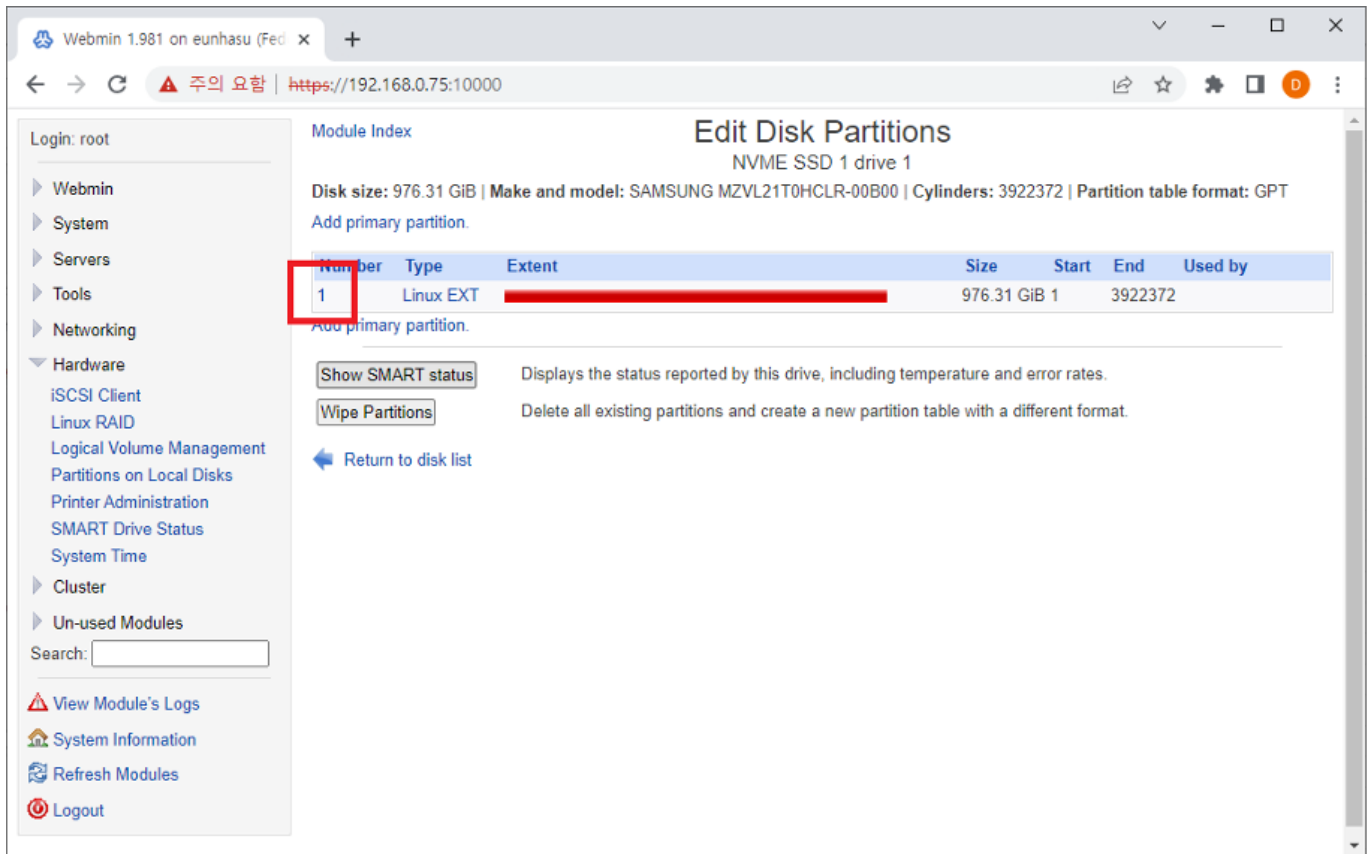 Webmin 1.981 on eunhasu (Fed
주의 요함 https://192.168.0.75:10000
D
Login: root
Webmin
System
Servers
Tools
Networking
Hardware
iSCSI Client
Linux RAID
Logical Volume Management
Partitions on Local Disks
Printer Administration
SMART Drive Status
System Time
Cluster
Un-used Modules
Search:
View Module's Logs
System Information
Refresh Modules
Logout
Module Index
Edit Disk Partitions
NVME SSD 1 drive 1
Disk size: 976.31 GiB | Make and model: SAMSUNG MZVL21T0HCLR-00B00 | Cylinders: 3922372 | Partition table format: GPT
Add primary partition.
Number Type Extent Size Start End Used by
1 Linux EXT 976.31 GiB 1 3922372
Add primary partition.
Show SMART status Displays the status reported by this drive, including temperature and error rates.
Wipe Partitions Delete all existing partitions and create a new partition table with a different format.
Return to disk list